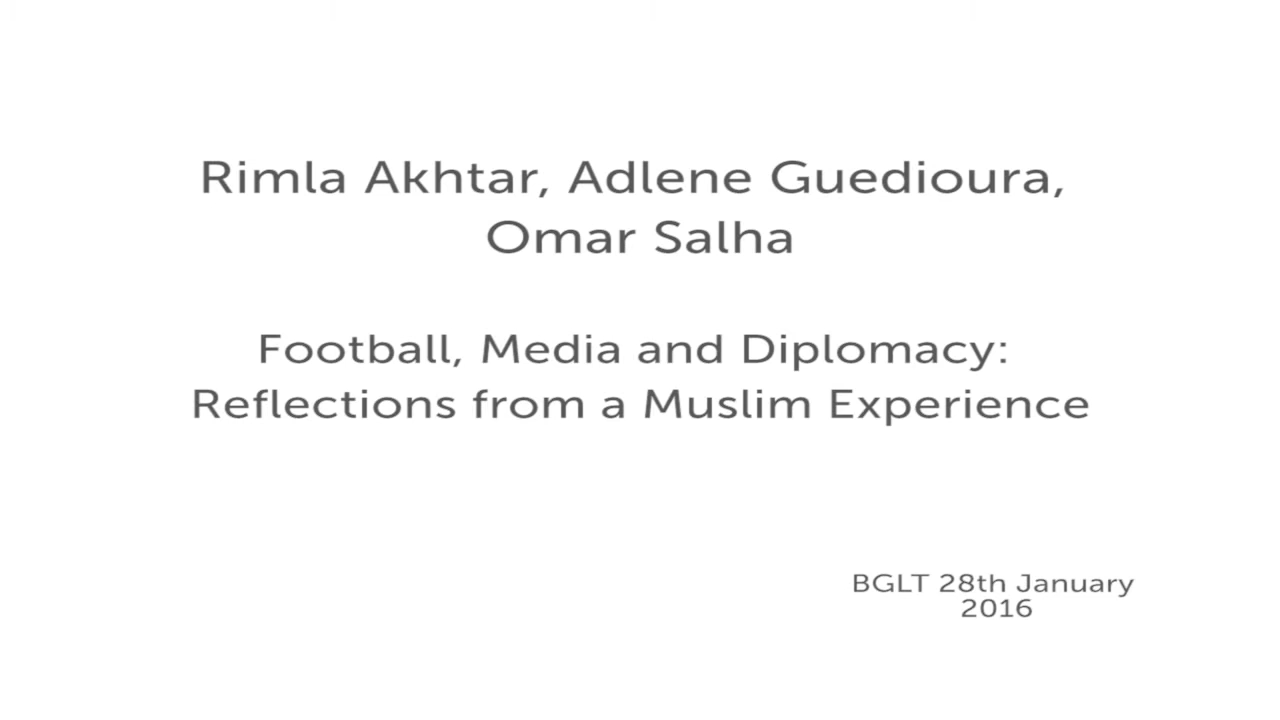 Rimla Akhtar, Adlene Guedioura,
Omar Salha
Football, Media and Diplomacy:
Reflections from a Muslim Experience
BGLT 28th January
2016